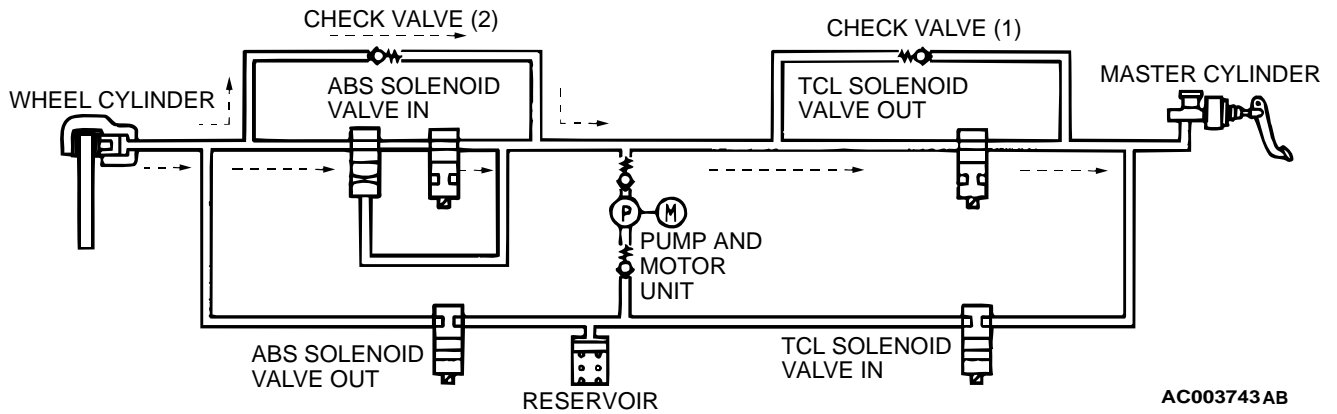 CHECK VALVE (2)
CHECK VALVE (1)
WHEEL CYLINDER
ABS SOLENOID
VALVE IN
TCL SOLENOID
VALVE OUT
MASTER CYLINDER
P
M
PUMP AND
MOTOR
UNIT
ABS SOLENOID
VALVE OUT
RESERVOIR
TCL SOLENOID
VALVE IN
AC003743AB